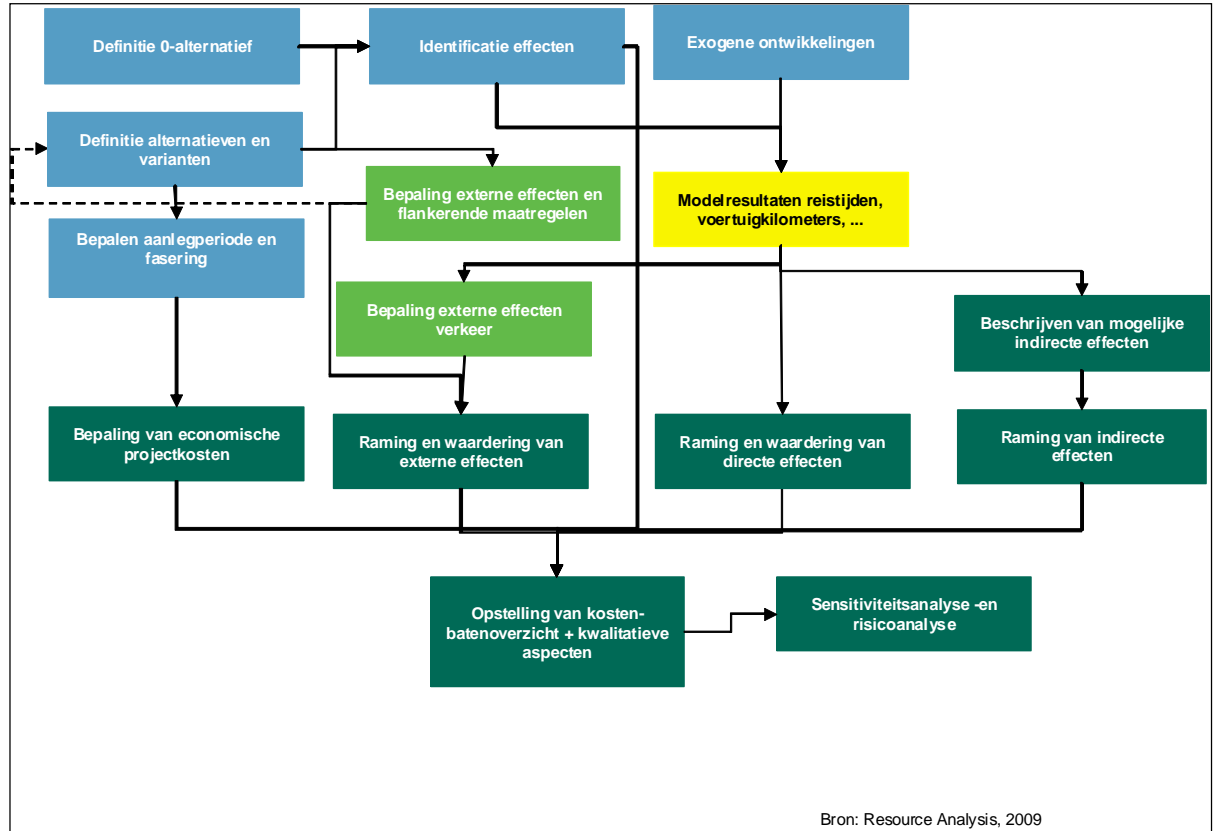 Definitie 0-alternatief
Identificatie effecten
Exogene ontwikkelingen
Definitie alternatieven en
varianten
Bepaling externe effecten en
flankerende maatregelen
Modelresultaten reistijden,
voertuigkilometers, ...
Bepalen aanlegperiode en
fasering
Bepaling externe effecten
verkeer
Beschrijven van mogelijke
indirecte effecten
Bepaling van economische
projectkosten
Raming en waardering van
externe effecten
Raming en waardering van
directe effecten
Raming van indirecte
effecten
Opstelling van kosten-
batenoverzicht + kwalitatieve
aspecten
Sensitiviteitsanalyse -en
risicoanalyse
Bron: Resource Analysis, 2009